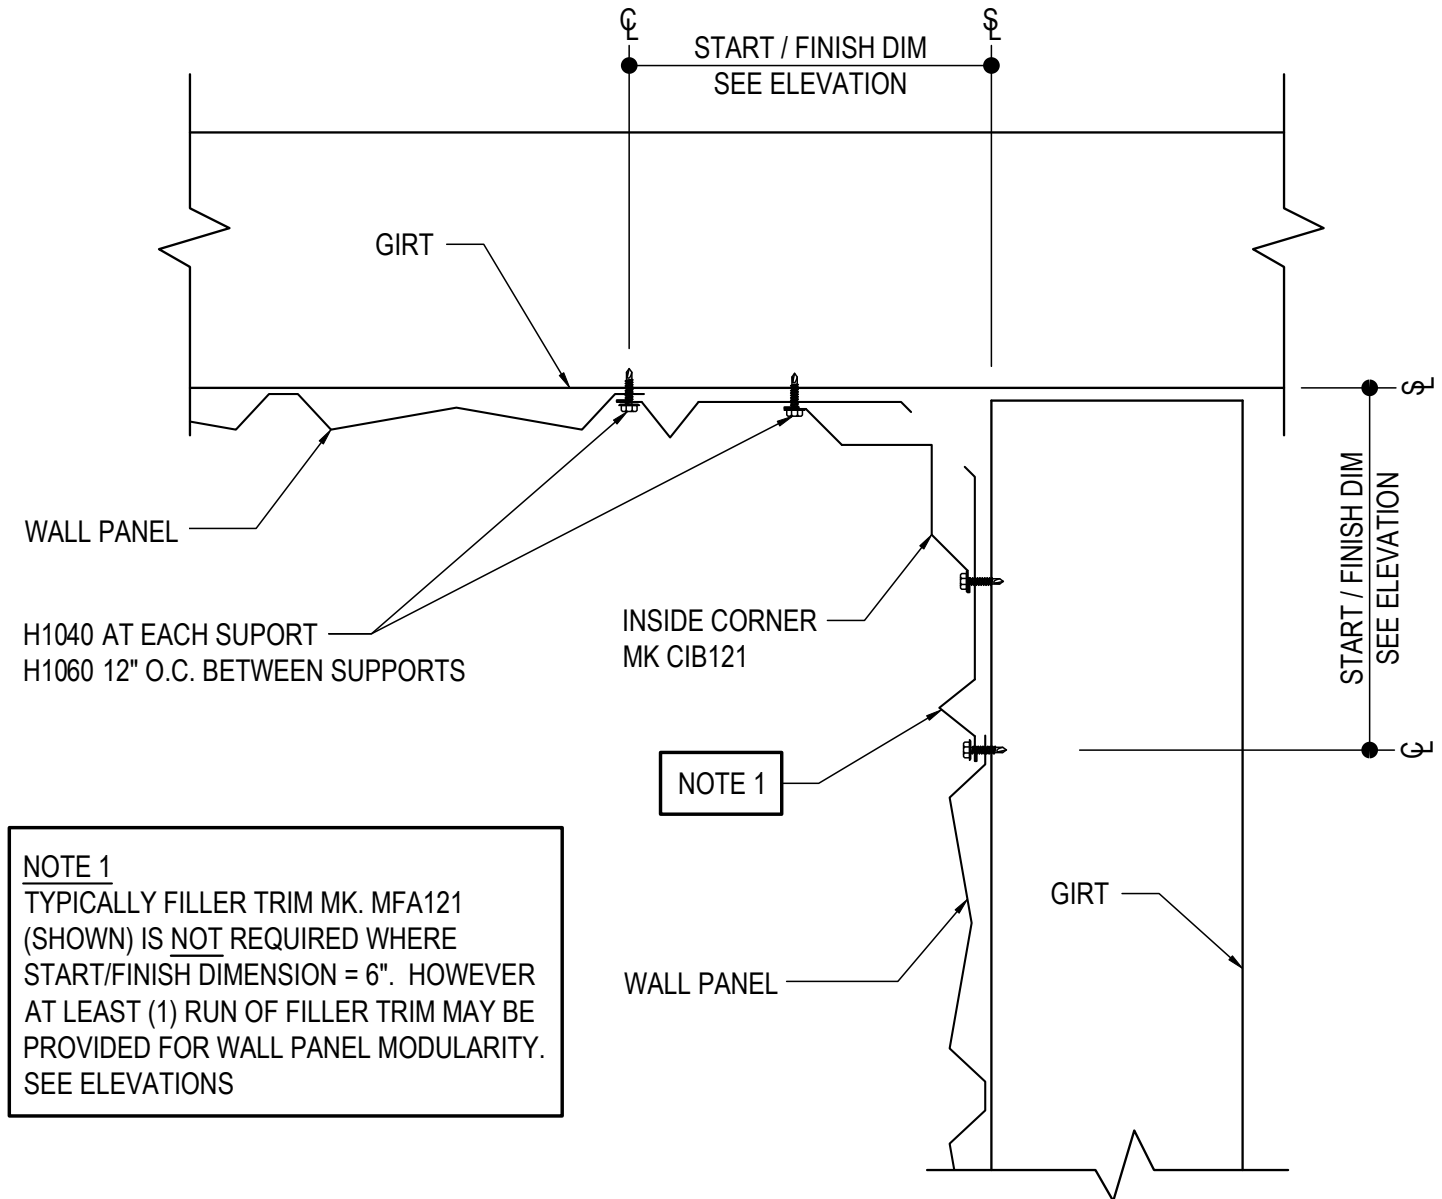 ℄
SL
START / FINISH DIM
SEE ELEVATION
GIRT
SL
WALL PANEL
START / FINISH DIM
SEE ELEVATION
H1040 AT EACH SUPORT
H1060 12" O.C. BETWEEN SUPPORTS
INSIDE CORNER
MK CIB121
℄
NOTE 1
NOTE 1
TYPICALLY FILLER TRIM MK. MFA121
(SHOWN) IS NOT REQUIRED WHERE
START/FINISH DIMENSION = 6". HOWEVER
AT LEAST (1) RUN OF FILLER TRIM MAY BE
PROVIDED FOR WALL PANEL MODULARITY.
SEE ELEVATIONS
GIRT
WALL PANEL